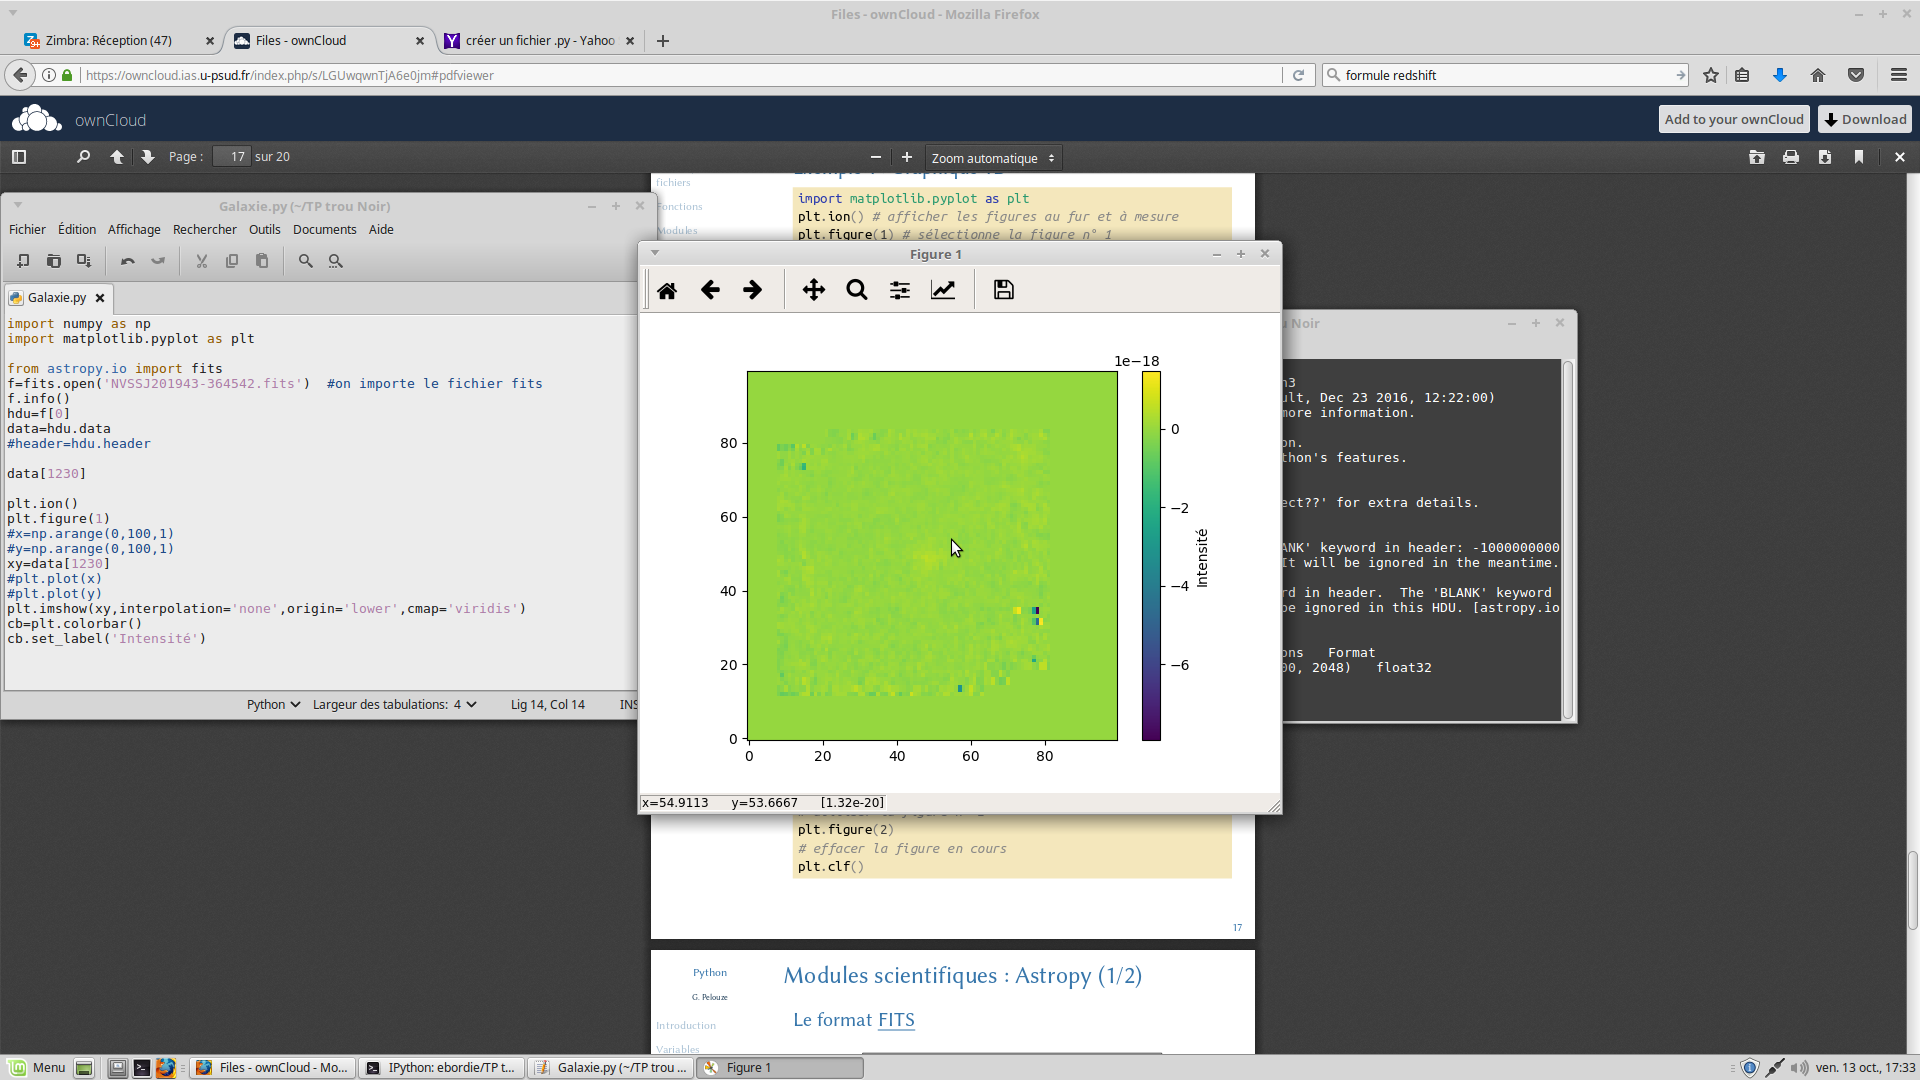 Files - ownCloud - Mozilla Firefox
Zimbra: Réception (47)
Files - ownCloud
créer un fichier .py - Yahoo
https://owncloud.ias.u-psud.fr/index.php/s/LGUwqwnTjA6e0jm#pdfviewer
formule redshift
ownCloud
Add to your ownCloud
Download
Page :
17
sur 20
Zoom automatique
fichiers
Fonctions
Modules
import matplotlib.pyplot as plt
plt.ion() # afficher les figures au fur et à mesure
plt.figure(1) # sélectionne la figure n° 1
Galaxie.py (~/TP trou Noir)
Fichier Édition Affichage Rechercher Outils Documents Aide
Galaxie.py
import numpy as np
import matplotlib.pyplot as plt
from astropy.io import fits
f=fits.open('NVSSJ201943-364542.fits')  #on importe le fichier fits
f.info()
hdu=f[0]
data=hdu.data
#header=hdu.header
data[1230]
plt.ion()
plt.figure(1)
#x=np.arange(0,100,1)
#y=np.arange(0,100,1)
xy=data[1230]
#plt.plot(x)
#plt.plot(y)
plt.imshow(xy,interpolation='none',origin='lower',cmap='viridis')
cb=plt.colorbar()
cb.set_label('Intensité')
Python
Largeur des tabulations: 4
Lig 14, Col 14
INS
Figure 1
1e−18
80
60
40
20
0
0
20
40
60
80
0
−2
−4
−6
Intensité
x=54.9113 y=53.6667 [1.32e-20]
Noir
ult, Dec 23 2016, 12:22:00)
more information.
on.
thon's features.
ect??' for extra details.
ANK' keyword in header: -1000000000
It will be ignored in the meantime.
rd in header.  The 'BLANK' keyword
be ignored in this HDU. [astropy.io
ons   Format
00, 2048)   float32
plt.figure(2)
# effacer la figure en cours
plt.clf()
17
Python
G. Pelouze
Introduction
Variables
Modules scientifiques : Astropy (1/2)
Le format FITS
Menu
Files - ownCloud - Mo...
IPython: ebordie/TP t...
Galaxie.py (~/TP trou ...
Figure 1
ven. 13 oct., 17:33